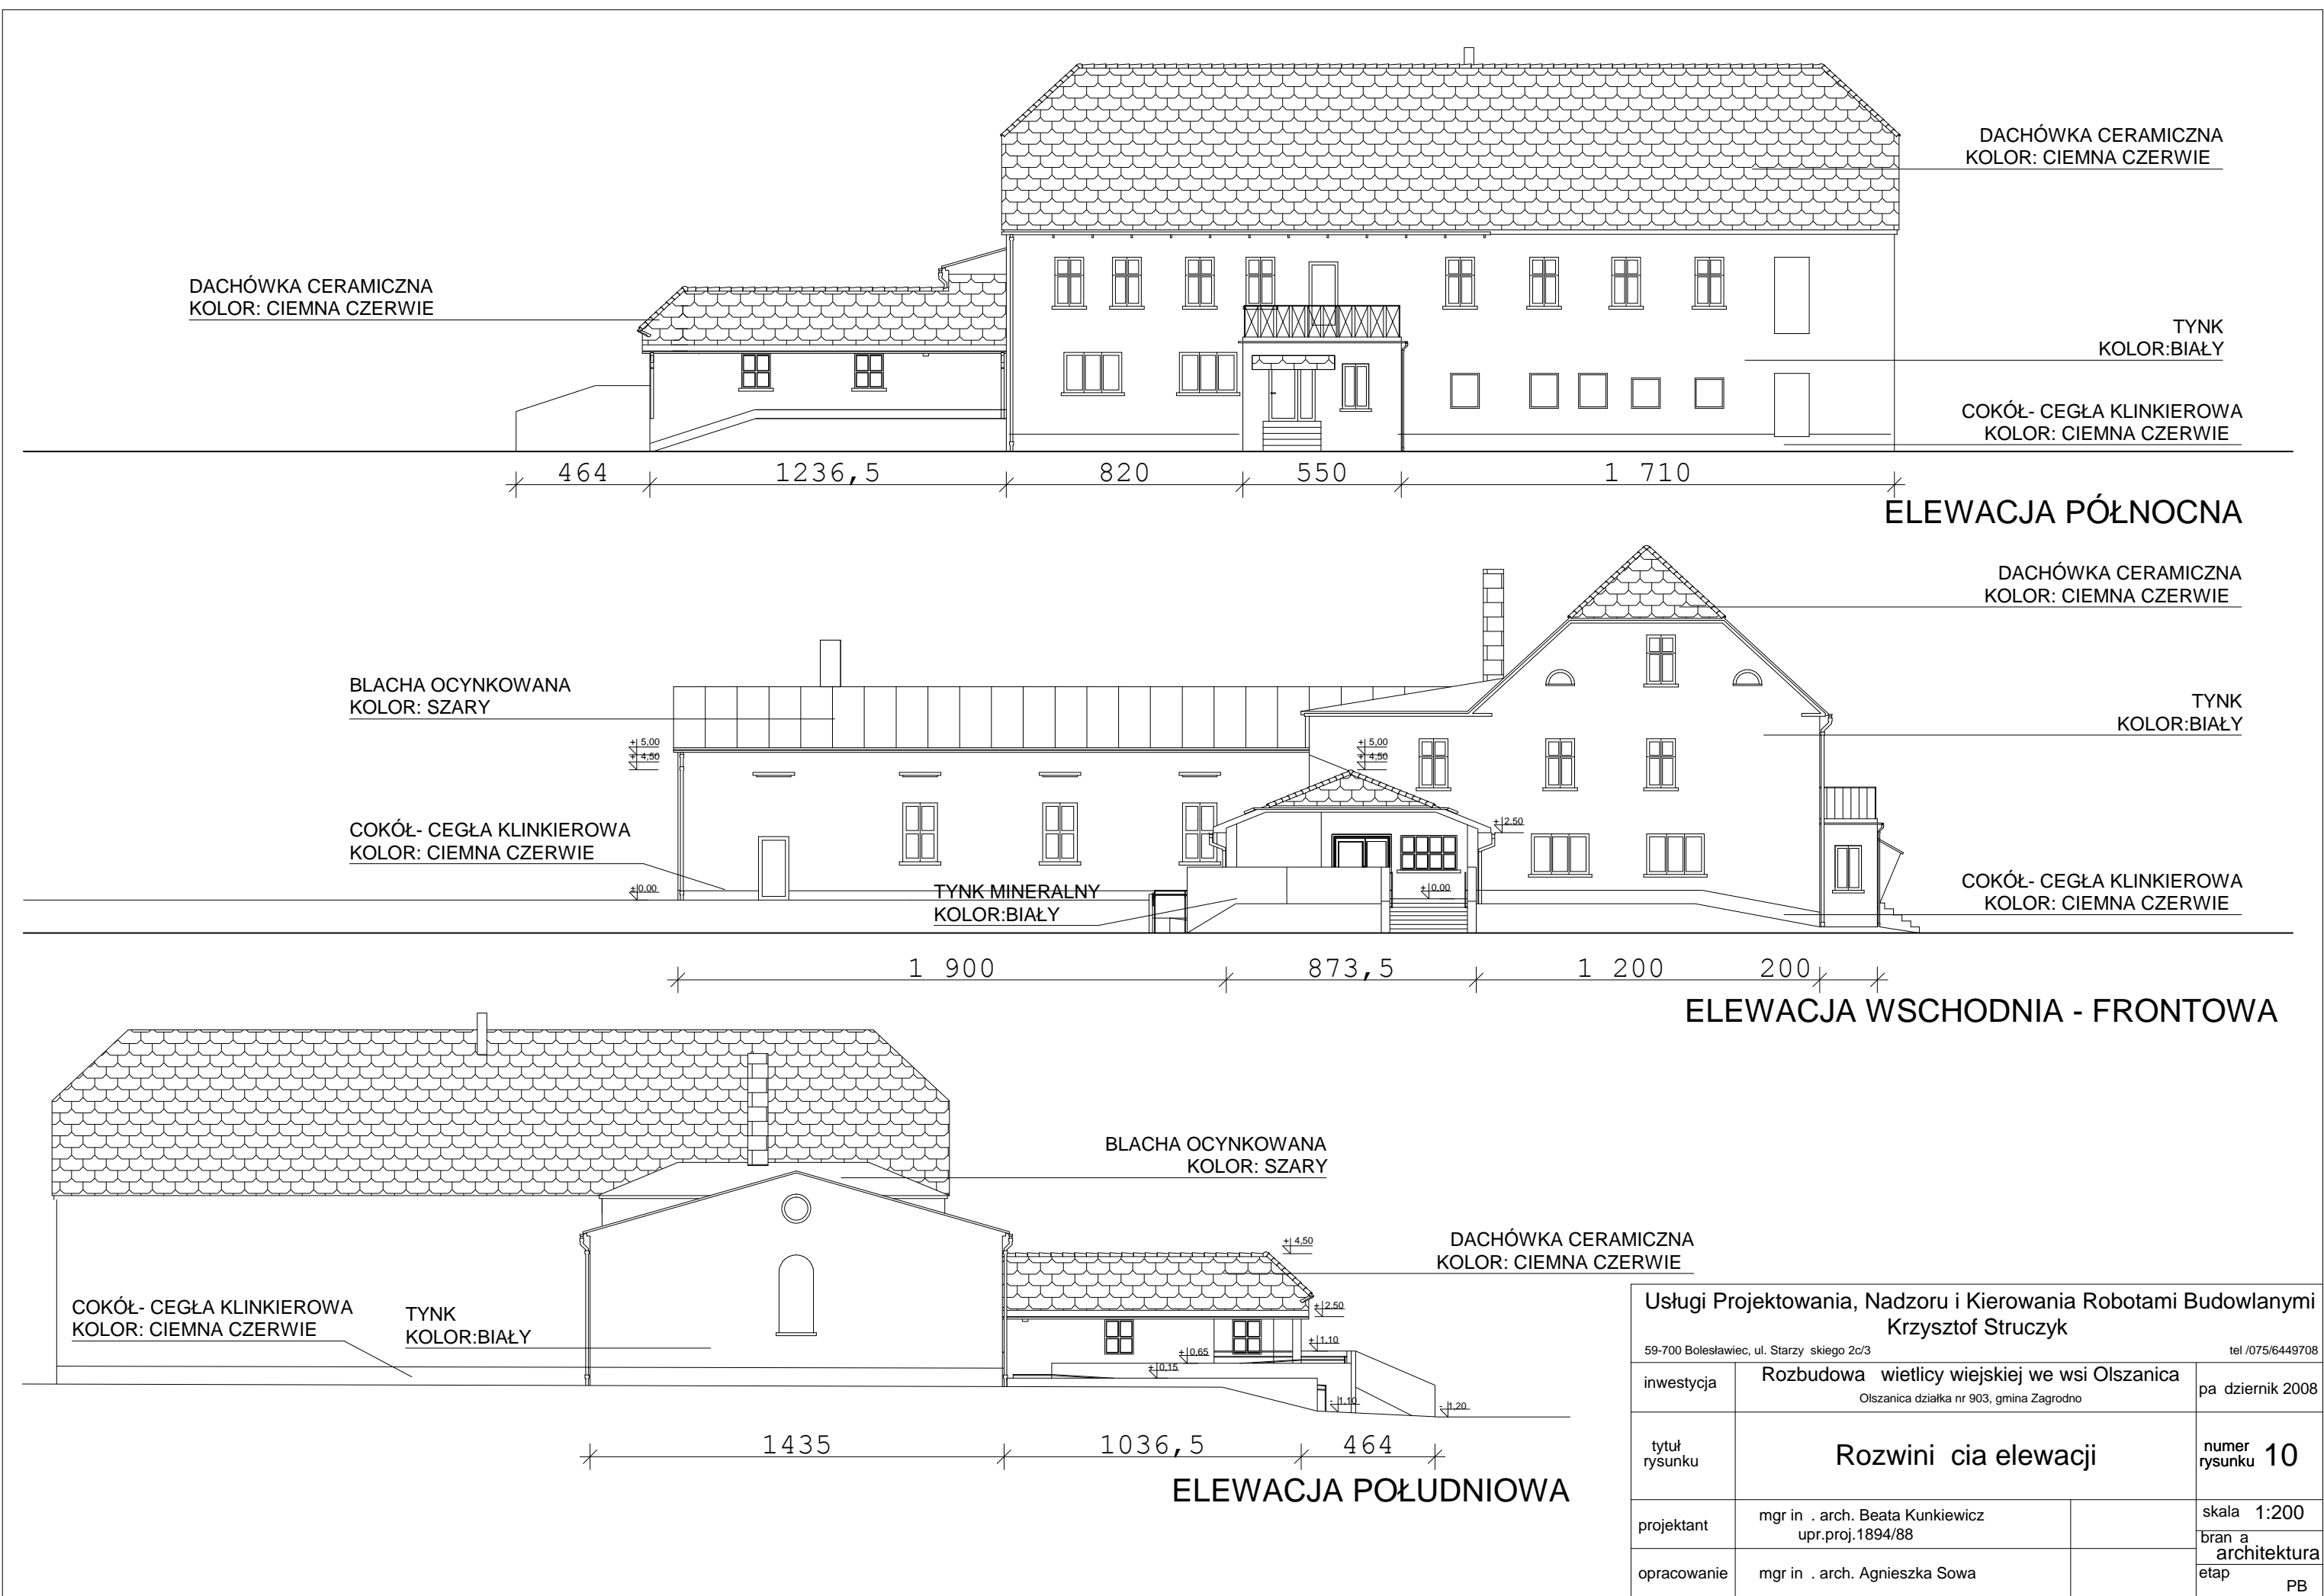 DACHÓWKA CERAMICZNA
KOLOR: CIEMNA CZERWIE
DACHÓWKA CERAMICZNA
KOLOR: CIEMNA CZERWIE
TYNK
KOLOR:BIAŁY
COKÓŁ- CEGŁA KLINKIEROWA
KOLOR: CIEMNA CZERWIE
464 1236,5 820 550 1 710
ELEWACJA PÓŁNOCNA
DACHÓWKA CERAMICZNA
KOLOR: CIEMNA CZERWIE
BLACHA OCYNKOWANA
KOLOR: SZARY
TYNK
KOLOR:BIAŁY
+ 5,00
+ 4,50
+ 5,00
+ 4,50
+ 2,50
COKÓŁ- CEGŁA KLINKIEROWA
KOLOR: CIEMNA CZERWIE
±0,00
TYNK MINERALNY
KOLOR:BIAŁY
±0,00
COKÓŁ- CEGŁA KLINKIEROWA
KOLOR: CIEMNA CZERWIE
1 900 873,5 1 200 200
ELEWACJA WSCHODNIA - FRONTOWA
BLACHA OCYNKOWANA
KOLOR: SZARY
DACHÓWKA CERAMICZNA
KOLOR: CIEMNA CZERWIE
+ 4,50
+ 2,50
+ 1,10
+ 0,65
+ 0,15
- 1,10
- 1,20
COKÓŁ- CEGŁA KLINKIEROWA
KOLOR: CIEMNA CZERWIE
TYNK
KOLOR:BIAŁY
1435 1036,5 464
ELEWACJA POŁUDNIOWA
Usługi Projektowania, Nadzoru i Kierowania Robotami Budowlanymi
Krzysztof Struczyk
59-700 Bolesławiec, ul. Starzy skiego 2c/3 tel /075/6449708
inwestycja
Rozbudowa wietlicy wiejskiej we wsi Olszanica
Olszanica działka nr 903, gmina Zagrodno
pa dziernik 2008
tytuł
rysunku
Rozwini cia elewacji
numer
rysunku 10
projektant
mgr in . arch. Beata Kunkiewicz
upr.proj.1894/88
skala 1:200
bran a
architektura
opracowanie
mgr in . arch. Agnieszka Sowa
etap
PB